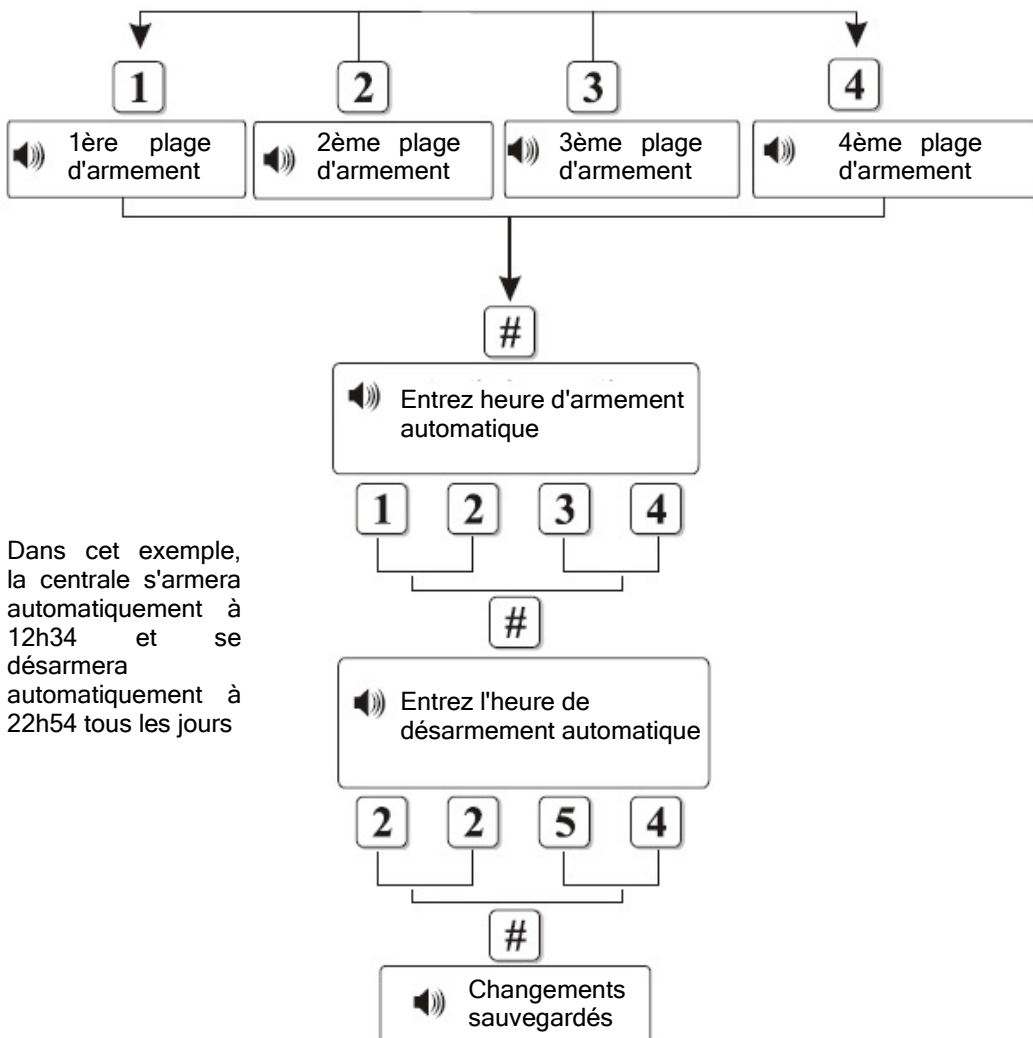 1 2 3 4
1ère plage d'armement
2ème plage d'armement
3ème plage d'armement
4ème plage d'armement
#
Entrez heure d'armement
automatique
1 2 3 4
Dans cet exemple,
la centrale s'armera
automatiquement à
12h34 et se
désarmera
automatiquement à
22h54 tous les jours
#
Entrez l'heure de
désarmement automatique
2 2 5 4
#
Changements
sauvegardés